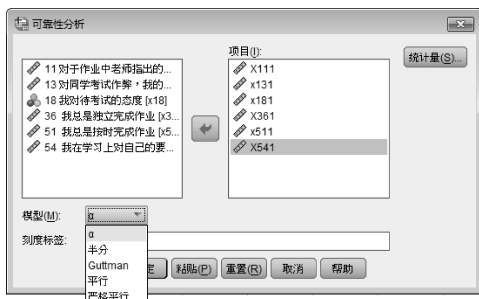 可靠性分析
项目(I):
统计量(S)...
11 对于作业中老师指出的...
13 对同学考试作弊，我的...
18 我对待考试的态度 [x18]
36 我总是独立完成作业 [x3...
51 我总是按时完成作业 [x5...
54 我在学习上对自己的要...
X111
x131
x181
X361
x511
X541
模型(M):
α
刻度标签:
α
半分
Guttman
平行
严格平行
定
粘贴(P)
重置(R)
取消
帮助